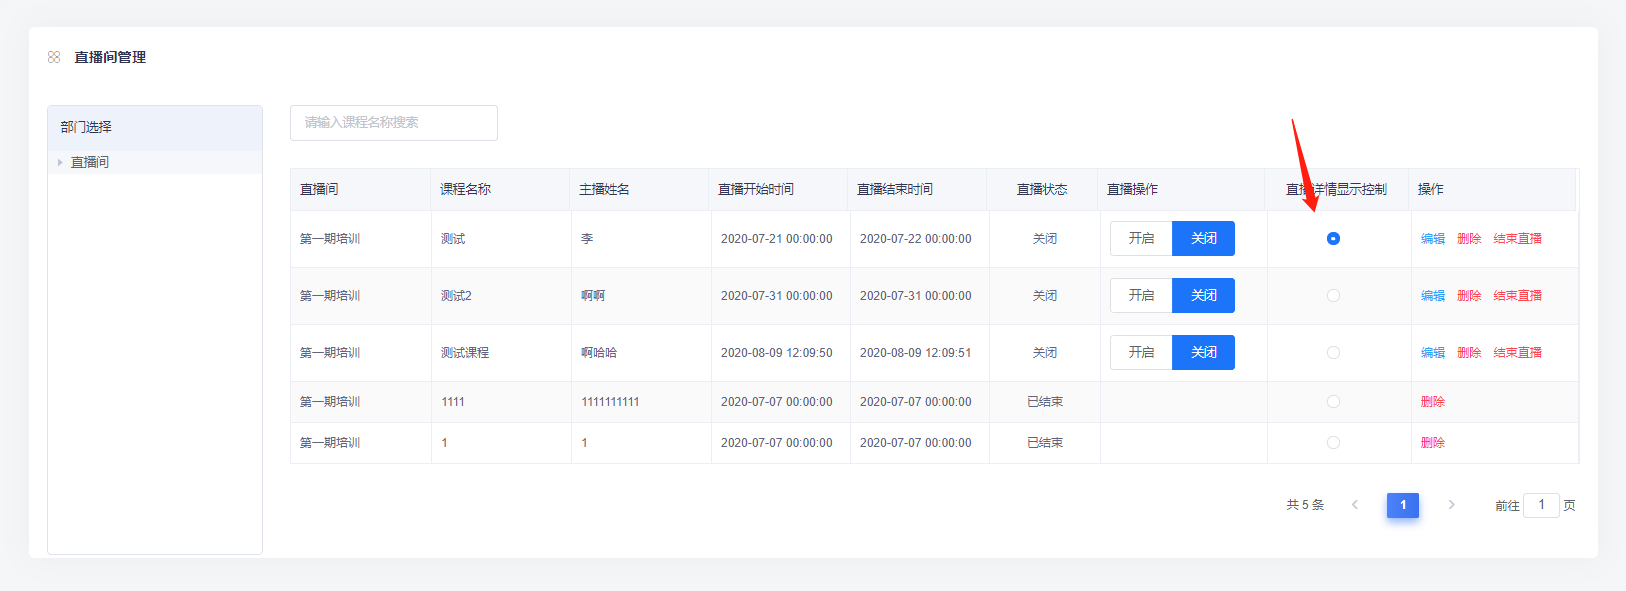 直播间管理
部门选择
直播间
请输入课程名称搜索
直播间 课程名称 主播姓名 直播开始时间 直播结束时间 直播状态 直播操作 直播详情显示控制 操作
第一期培训 测试 李 2020-07-21 00:00:00 2020-07-22 00:00:00 关闭 开启 关闭 编辑 删除 结束直播
第一期培训 测试2 啊啊 2020-07-31 00:00:00 2020-07-31 00:00:00 关闭 开启 关闭 编辑 删除 结束直播
第一期培训 测试课程 啊哈哈 2020-08-09 12:09:50 2020-08-09 12:09:51 关闭 开启 关闭 编辑 删除 结束直播
第一期培训 1111 1111111111 2020-07-07 00:00:00 2020-07-07 00:00:00 已结束 删除
第一期培训 1 1 2020-07-07 00:00:00 2020-07-07 00:00:00 已结束 删除
共 5 条 1 前往 1 页